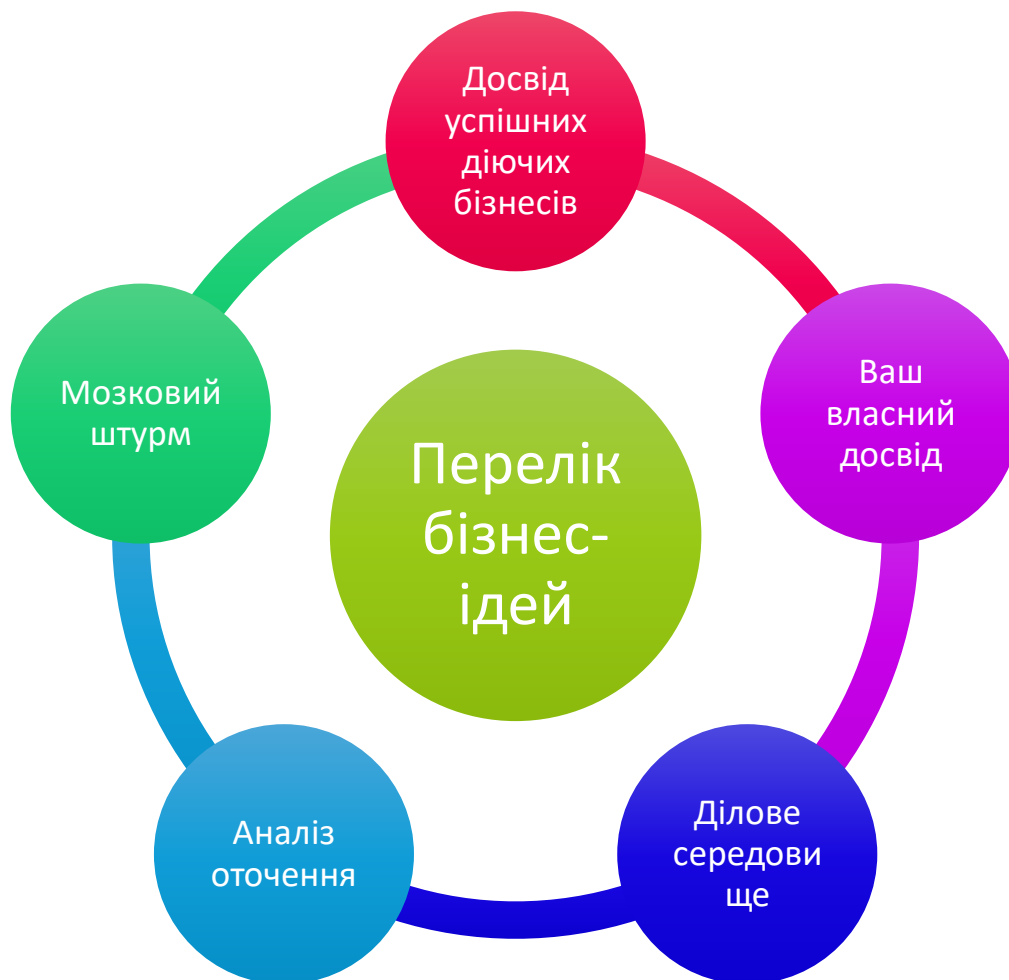 Досвід
успішних
діючих
бізнесів
Ваш
власний
досвід
Ділове
середови
ще
Аналіз
оточення
Мозковий
штурм
Перелік
бізнес-
ідей